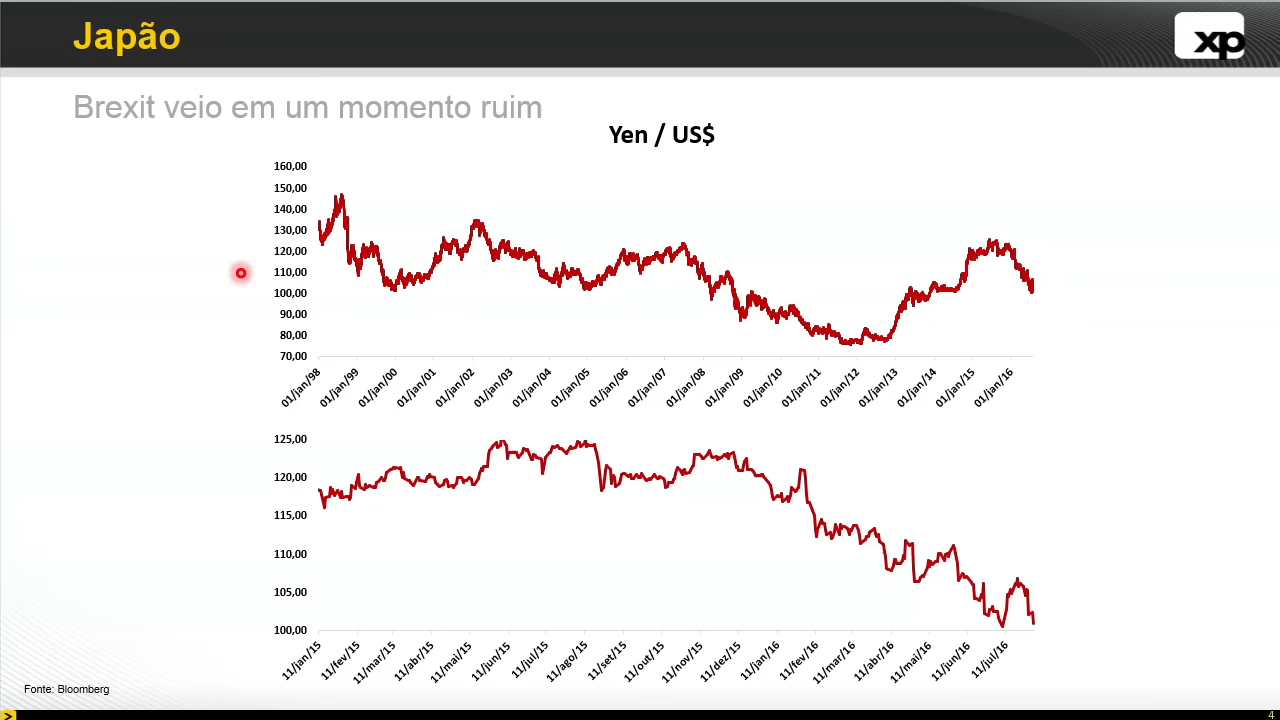 Japão
xp
Brexit veio em um momento ruim
Yen / US$
160,00
150,00
140,00
130,00
120,00
110,00
100,00
90,00
80,00
70,00
01/jan/98
01/jan/99
01/jan/00
01/jan/01
01/jan/02
01/jan/03
01/jan/04
01/jan/05
01/jan/06
01/jan/07
01/jan/08
01/jan/09
01/jan/10
01/jan/11
01/jan/12
01/jan/13
01/jan/14
01/jan/15
01/jan/16
125,00
120,00
115,00
110,00
105,00
100,00
11/jan/15
11/fev/15
11/mar/15
11/abr/15
11/mai/15
11/jun/15
11/jul/15
11/ago/15
11/set/15
11/out/15
11/nov/15
11/dez/15
11/jan/16
11/fev/16
11/mar/16
11/abr/16
11/mai/16
11/jun/16
11/jul/16
Fonte: Bloomberg
4